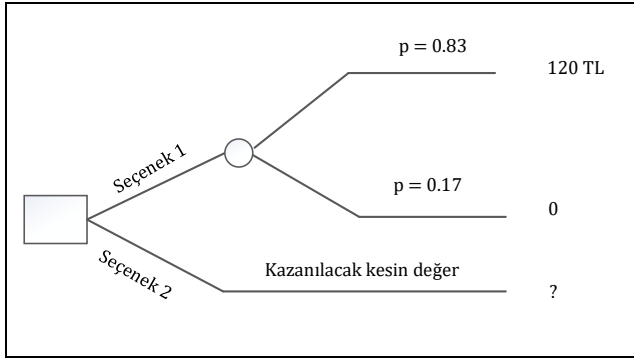 p = 0.83
120 TL
Seçenek 1
p = 0.17
0
Seçenek 2
Kazanılacak kesin değer
?